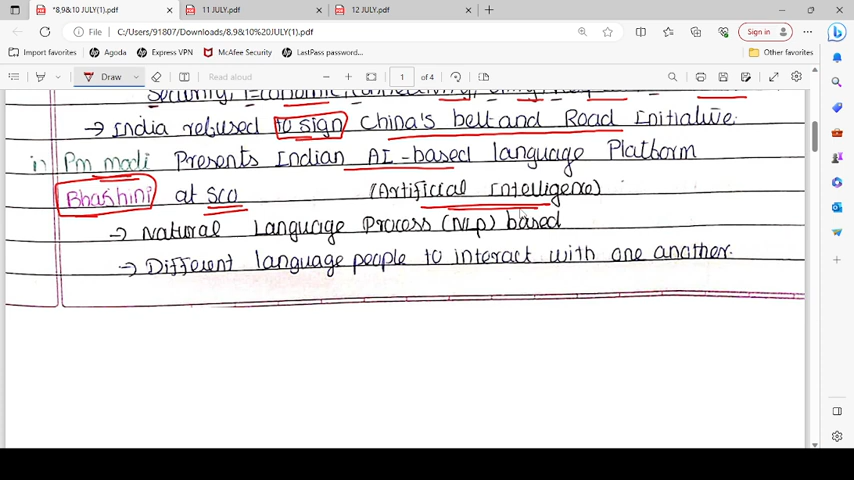 *8,9&10 JULY(1).pdf
11 JULY.pdf
12 JULY.pdf
File
C:/Users/91807/Downloads/8,9&10%20JULY(1).pdf
Sign in
Import favorites
Agoda
Express VPN
McAfee Security
LastPass password...
Other favorites
Draw
Read aloud
1
of 4
Security, Economic,
→ India refused to sign China's belt and Road Initiative.
Pm modi Presents Indian AI-based language Platform
Bhashini at SCO (Artificial Intelligence)
→ Natural Language Process (NLP) based
→ Different language people to interact with one another.